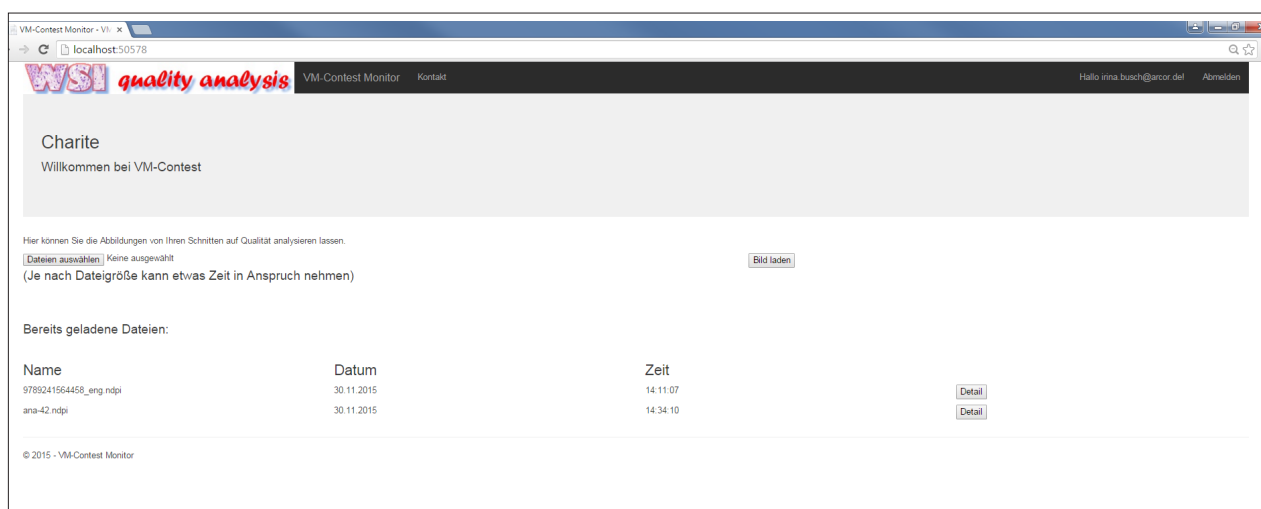 VM-Contest Monitor - VM
localhost:50578
WSI quality analysis VM-Contest Monitor Kontakt Hallo irina.busch@arcor.de! Abmelden
Charite
Willkommen bei VM-Contest
Hier können Sie die Abbildungen von Ihren Schnitten auf Qualität analysieren lassen.
Dateien auswählen Keine ausgewählt Bild laden
(Je nach Dateigröße kann etwas Zeit in Anspruch nehmen)
Bereits geladene Dateien:
Name Datum Zeit
9789241564458_eng.ndpi 30.11.2015 14:11:07 Detail
ana-42.ndpi 30.11.2015 14:34:10 Detail
© 2015 - VM-Contest Monitor